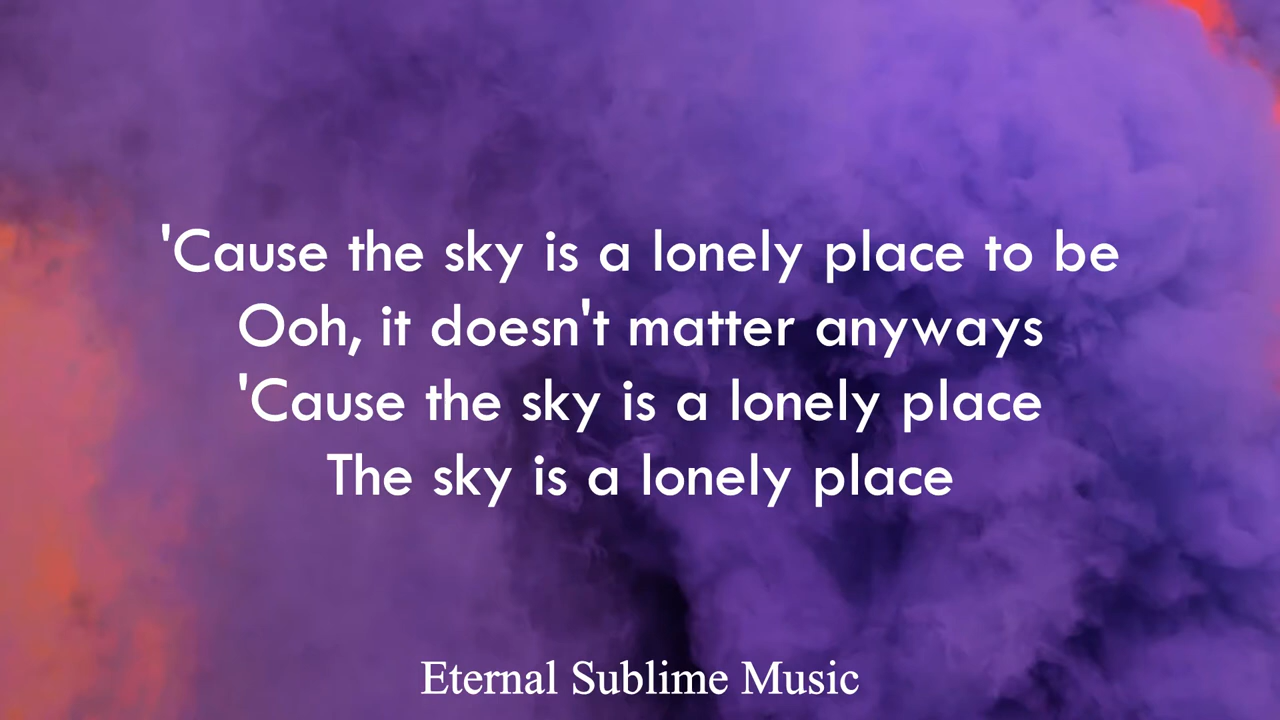 'Cause the sky is a lonely place to be
Ooh, it doesn't matter anyways
'Cause the sky is a lonely place
The sky is a lonely place
Eternal Sublime Music